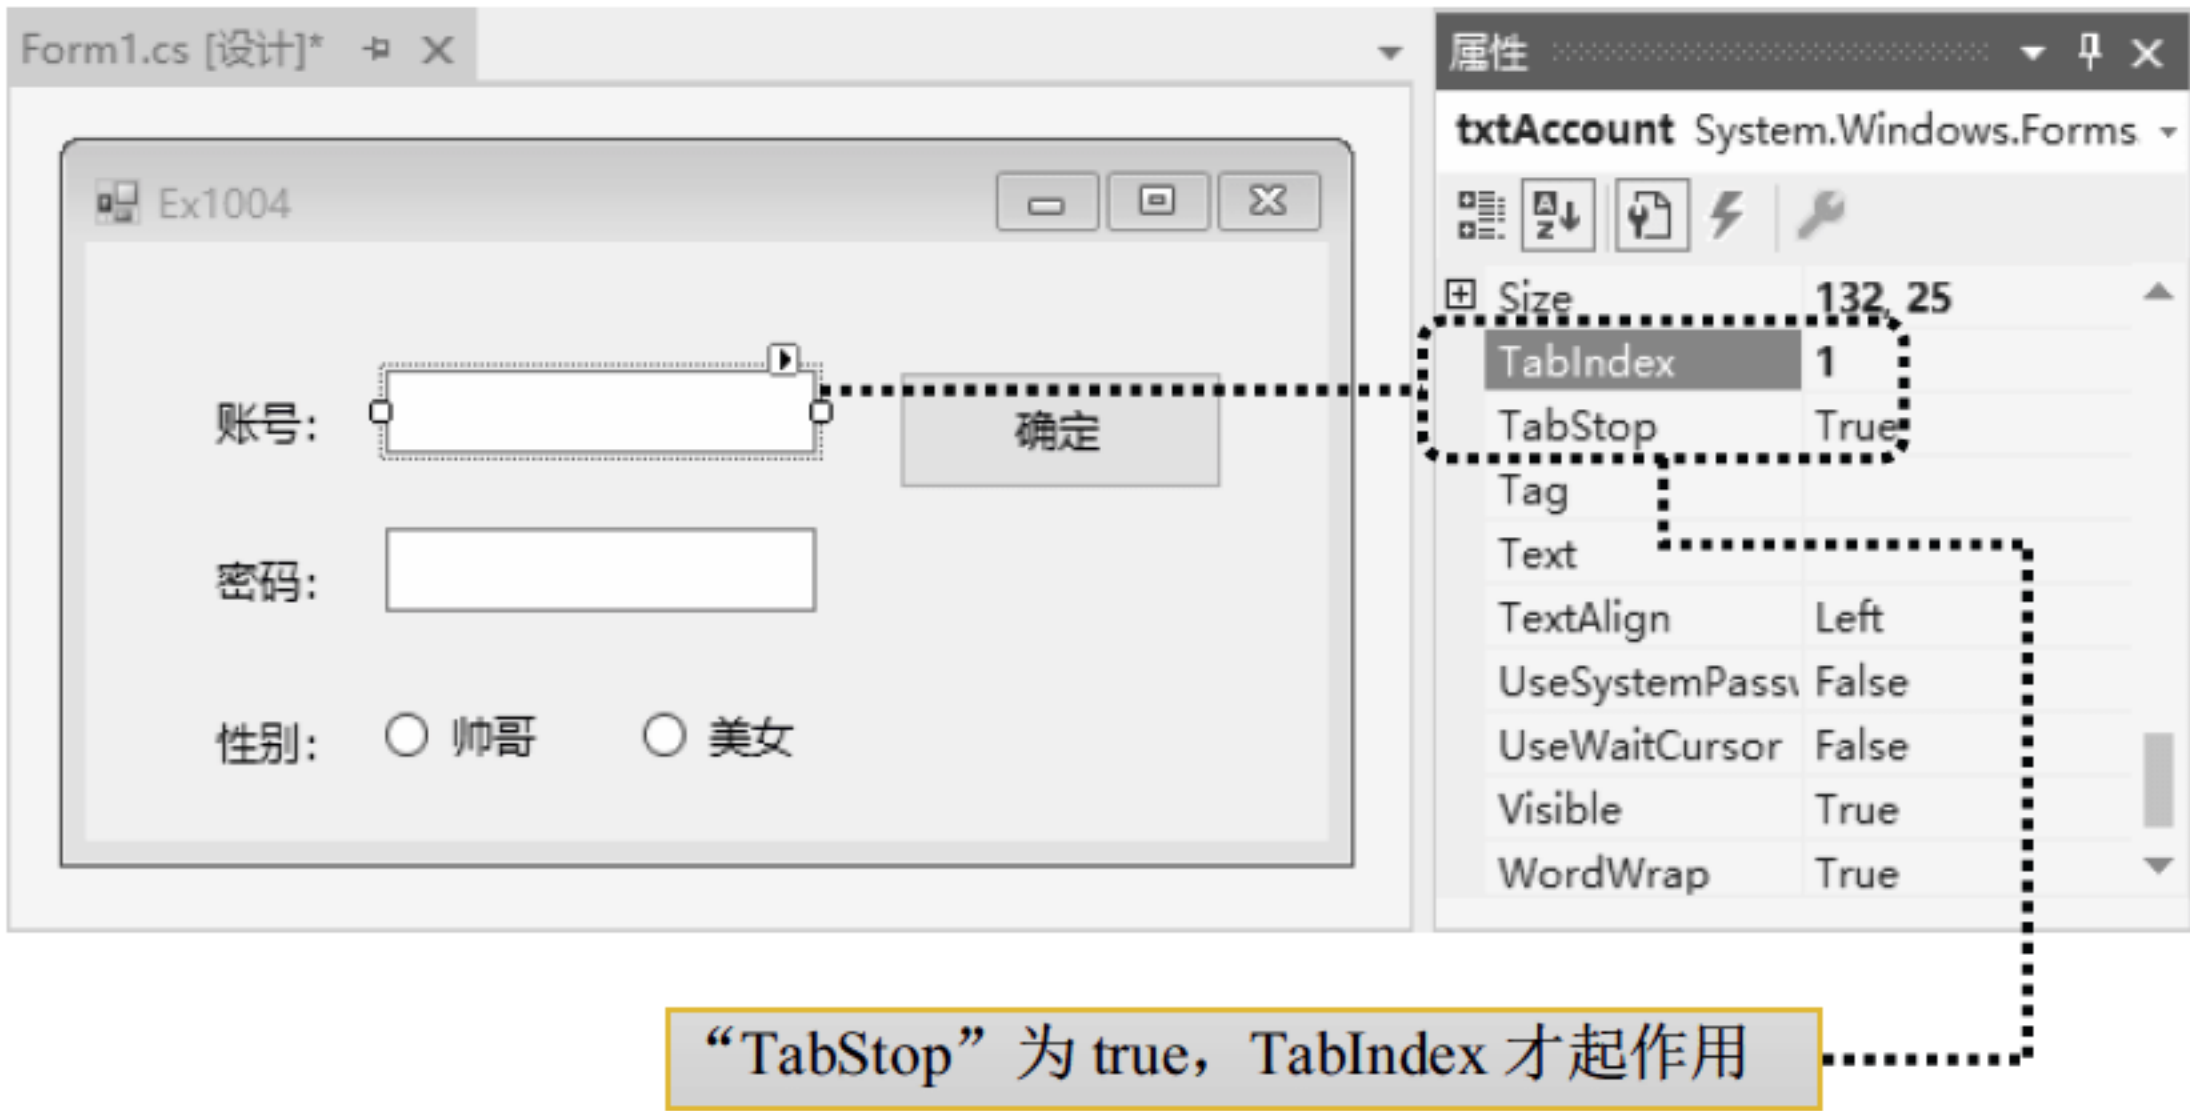 Form1.cs [设计]*
Ex1004
账号：
确定
密码：
性别：
帅哥
美女
属性
txtAccount System.Windows.Forms
Size 132, 25
TabIndex 1
TabStop True
Tag
Text
TextAlign Left
UseSystemPassw False
UseWaitCursor False
Visible True
WordWrap True
“TabStop”为 true，TabIndex 才起作用